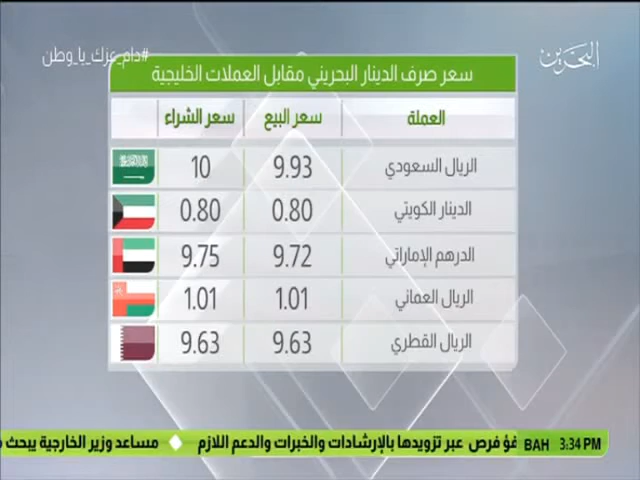 #دام_عزك_يا_وطن
البحرين
سعر صرف الدينار البحريني مقابل العملات الخليجية
العملة سعر البيع سعر الشراء
الريال السعودي 9.93 10
الدينار الكويتي 0.80 0.80
الدرهم الإماراتي 9.72 9.75
الريال العماني 1.01 1.01
الريال القطري 9.63 9.63
BAH 3:34 PM
فرص عبر تزويدها بالإرشادات والخبرات والدعم اللازم مساعد وزير الخارجية يبحث